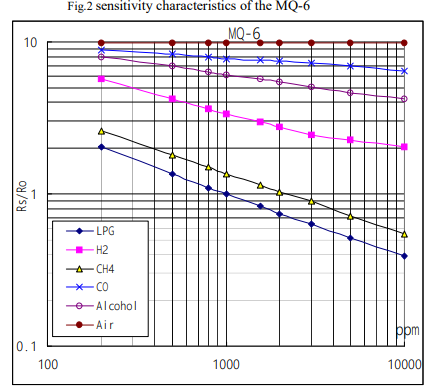 Fig.2 sensitivity characteristics of the MQ-6
MQ-6
10
1
0.1
Rs/Ro
LPG
H2
CH4
CO
Alcohol
Air
ppm
100
1000
10000